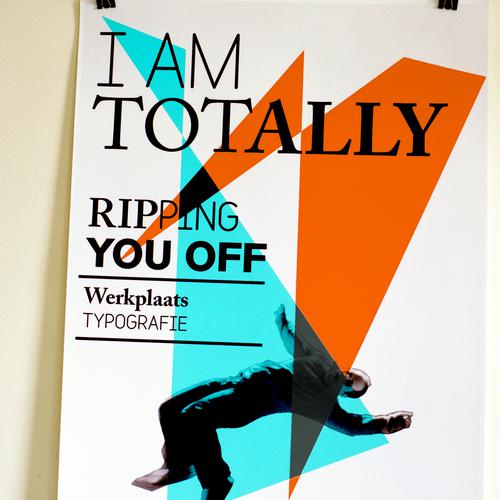 I AM
TOTALLY
RIPPING
YOU OFF
Werkplaats
TYPOGRAFIE